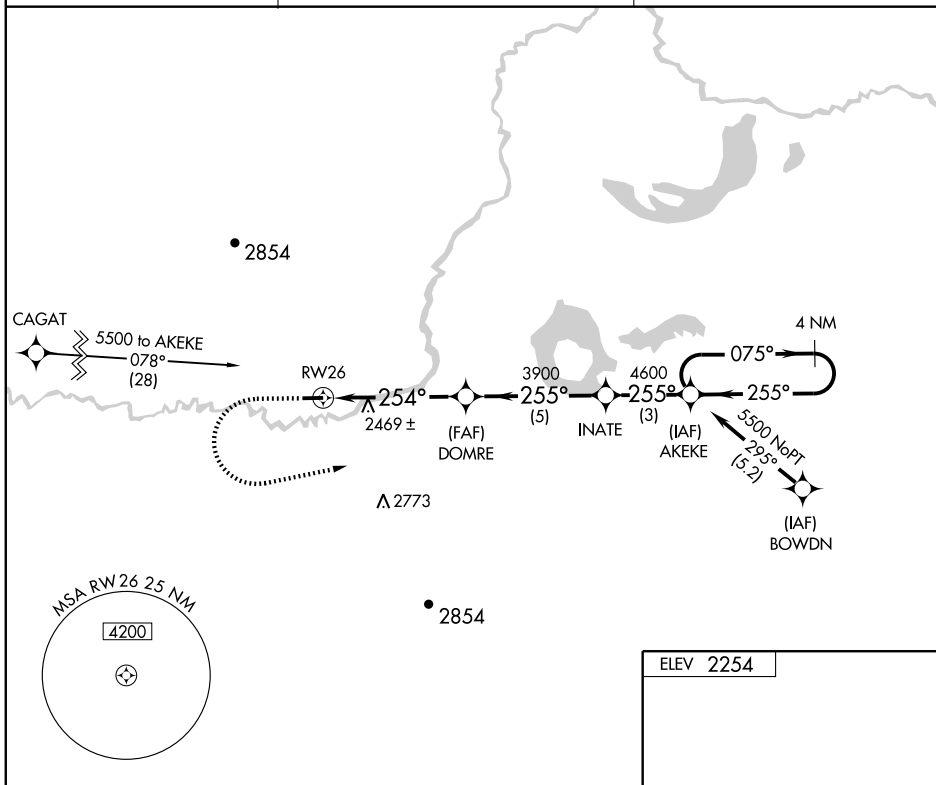 2854
CAGAT
5500 to AKEKE
078°
(28)
RW26
254°
2469 ±
(FAF)
DOMRE
3900
255°
(5)
INATE
4600
255°
(3)
(IAF)
AKEKE
4 NM
075°
255°
5500 NoPT
295°
(5.2)
(IAF)
BOWDN
2773
2854
MSA RW 26 25 NM
4200
ELEV 2254